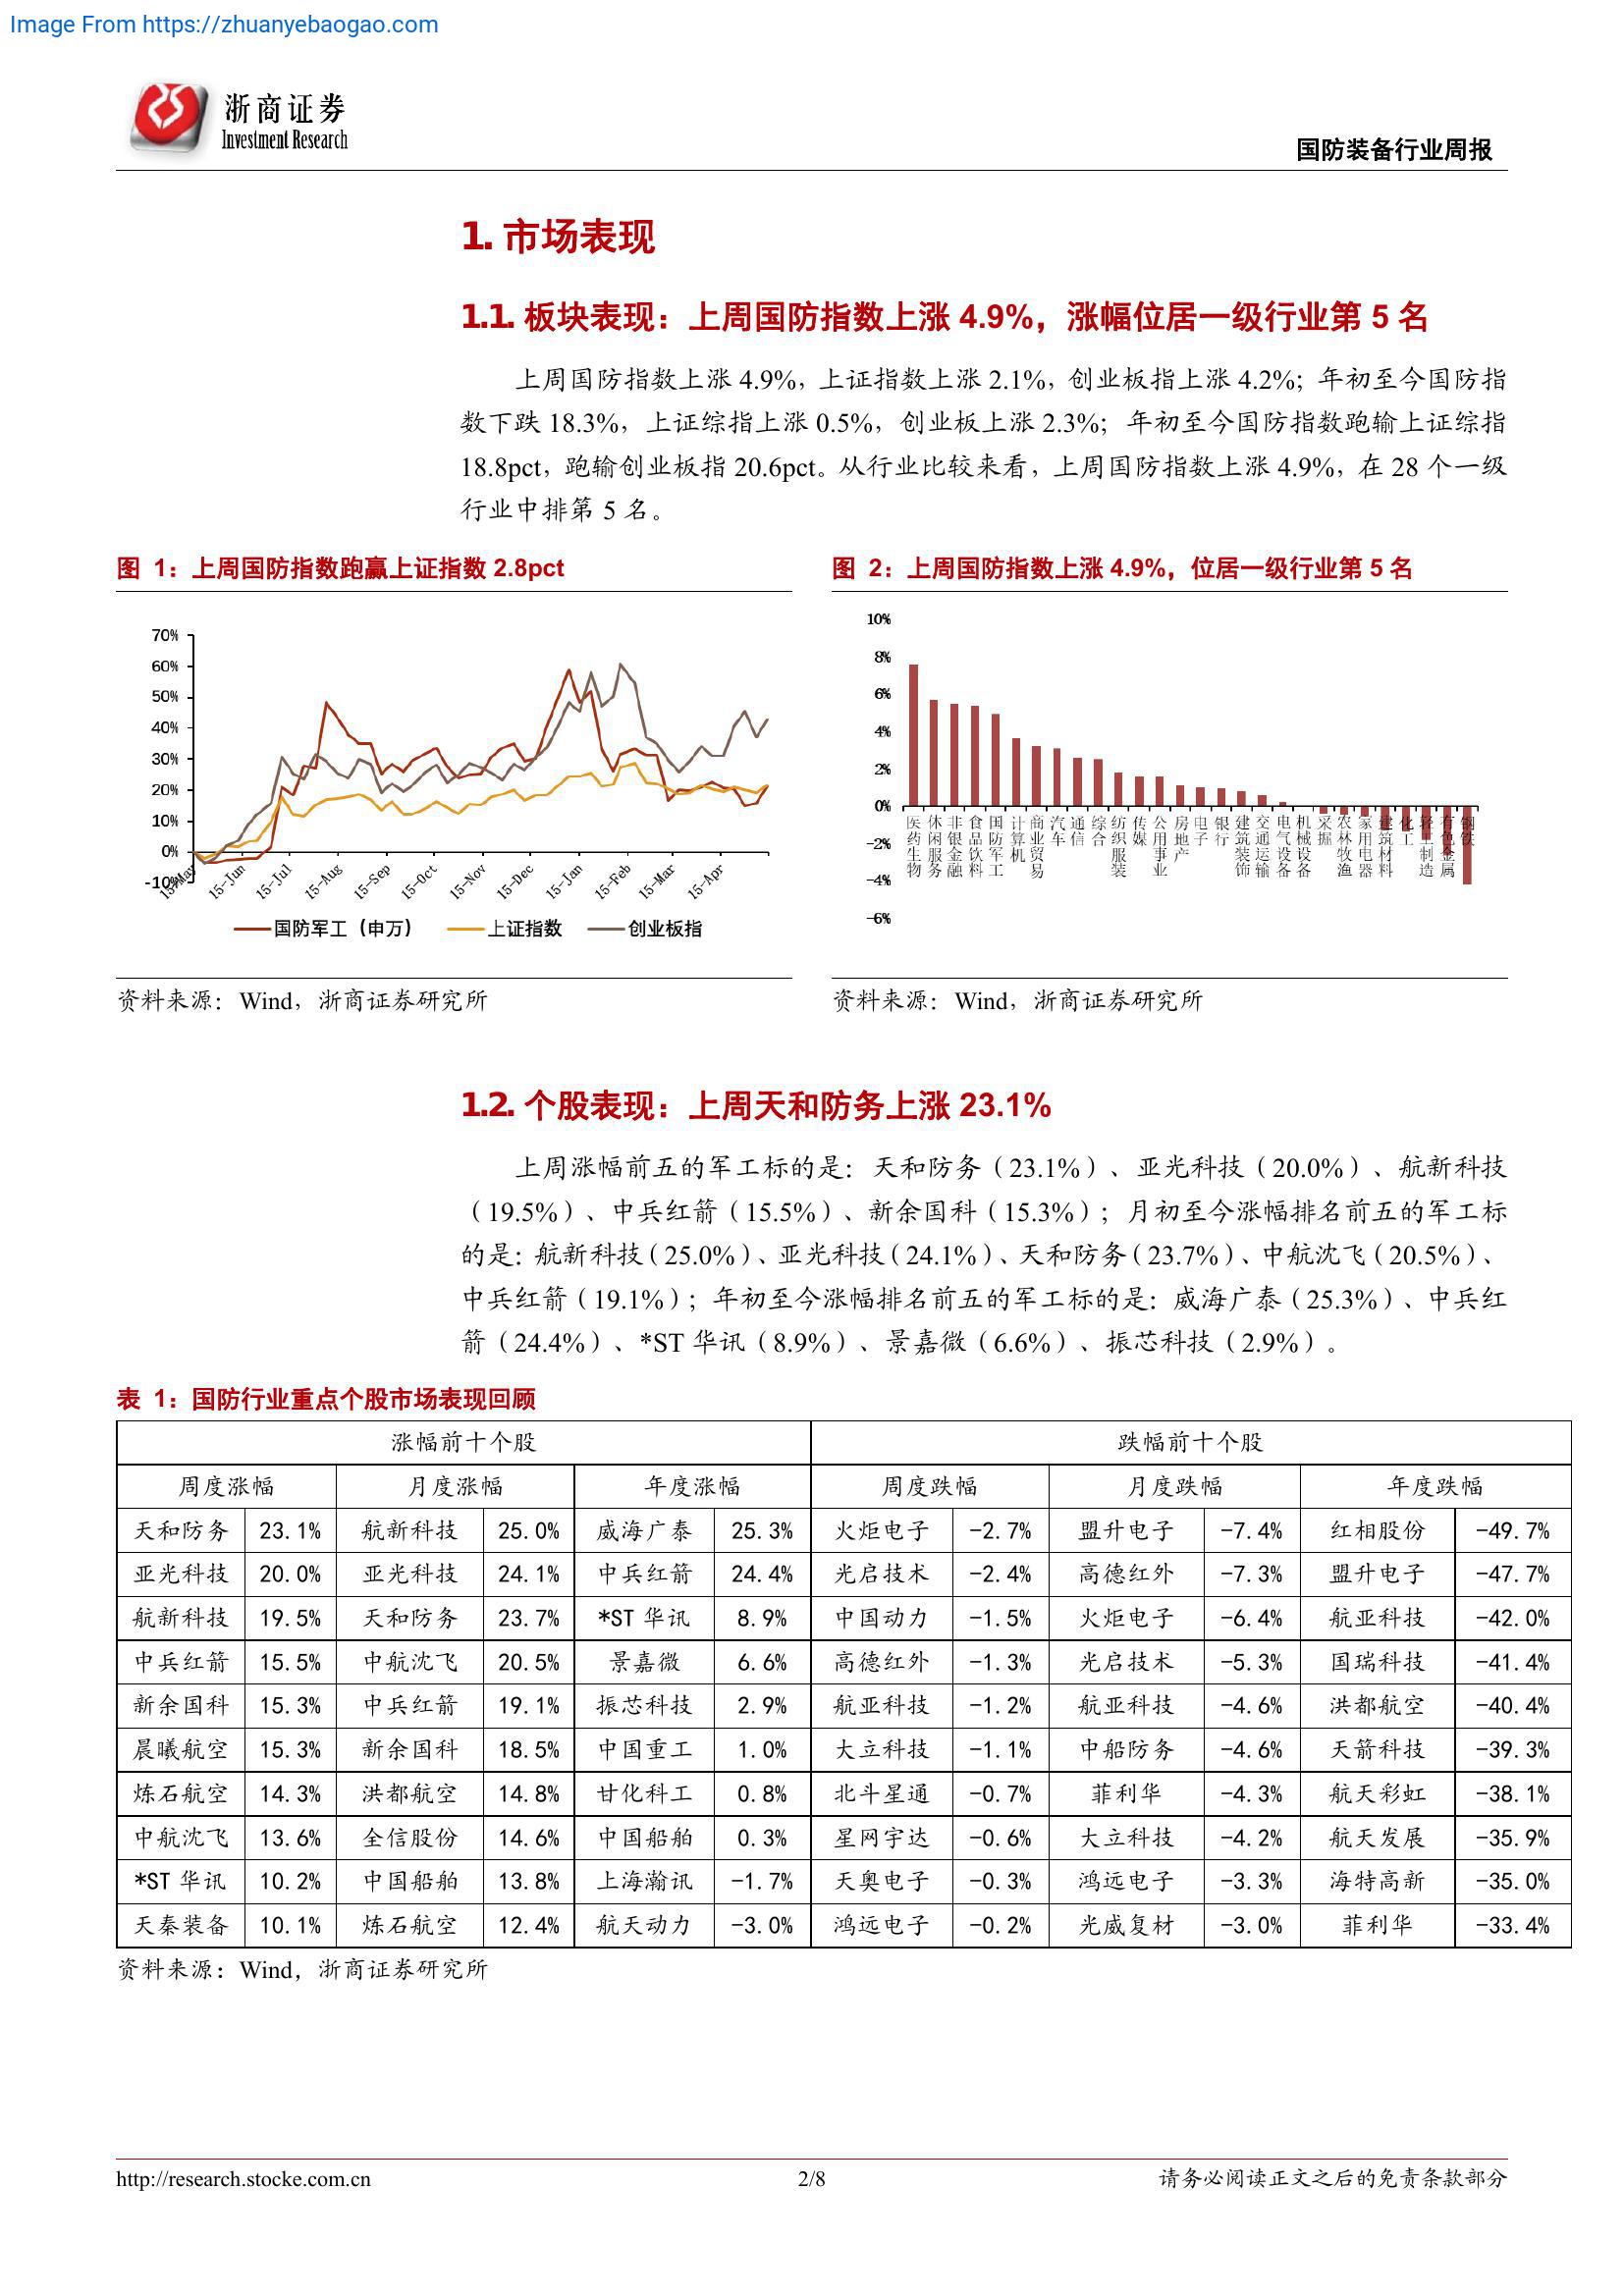 Image From https://zhuanyebaogao.com
浙商证券
Investment Research
国防装备行业周报
1. 市场表现
1.1. 板块表现：上周国防指数上涨 4.9%，涨幅位居一级行业第 5 名
上周国防指数上涨 4.9%，上证指数上涨 2.1%，创业板指上涨 4.2%；年初至今国防指
数下跌 18.3%，上证综指上涨 0.5%，创业板上涨 2.3%；年初至今国防指数跑输上证综指
18.8pct，跑输创业板指 20.6pct。从行业比较来看，上周国防指数上涨 4.9%，在 28 个一级
行业中排第 5 名。
图 1：上周国防指数跑赢上证指数 2.8pct
70%
60%
50%
40%
30%
20%
10%
0%
-10%
15-May 15-Jun 15-Jul 15-Aug 15-Sep 15-Oct 15-Nov 15-Dec 15-Jan 15-Feb 15-Mar 15-Apr
国防军工（申万） 上证指数 创业板指
资料来源：Wind，浙商证券研究所
图 2：上周国防指数上涨 4.9%，位居一级行业第 5 名
10%
8%
6%
4%
2%
0%
-2%
-4%
-6%
医药生物 休闲服务 非银金融 食品饮料 国防军工 计算机 商业贸易 汽车 通信 综合 纺织服装 传媒 公用事业 房地产 电子 银行 建筑装饰 交通运输 电气设备 机械设备 采掘 农林牧渔 家用电器 建筑材料 化工 轻工制造 有色金属 钢铁
资料来源：Wind，浙商证券研究所
1.2. 个股表现：上周天和防务上涨 23.1%
上周涨幅前五的军工标的是：天和防务（23.1%）、亚光科技（20.0%）、航新科技
（19.5%）、中兵红箭（15.5%）、新余国科（15.3%）；月初至今涨幅排名前五的军工标
的是：航新科技（25.0%）、亚光科技（24.1%）、天和防务（23.7%）、中航沈飞（20.5%）、
中兵红箭（19.1%）；年初至今涨幅排名前五的军工标的是：威海广泰（25.3%）、中兵红
箭（24.4%）、*ST 华讯（8.9%）、景嘉微（6.6%）、振芯科技（2.9%）。
表 1：国防行业重点个股市场表现回顾
涨幅前十个股 跌幅前十个股
周度涨幅 月度涨幅 年度涨幅 周度跌幅 月度跌幅 年度跌幅
天和防务 23.1% 航新科技 25.0% 威海广泰 25.3% 火炬电子 -2.7% 盟升电子 -7.4% 红相股份 -49.7%
亚光科技 20.0% 亚光科技 24.1% 中兵红箭 24.4% 光启技术 -2.4% 高德红外 -7.3% 盟升电子 -47.7%
航新科技 19.5% 天和防务 23.7% *ST 华讯 8.9% 中国动力 -1.5% 火炬电子 -6.4% 航亚科技 -42.0%
中兵红箭 15.5% 中航沈飞 20.5% 景嘉微 6.6% 高德红外 -1.3% 光启技术 -5.3% 国瑞科技 -41.4%
新余国科 15.3% 中兵红箭 19.1% 振芯科技 2.9% 航亚科技 -1.2% 航亚科技 -4.6% 洪都航空 -40.4%
晨曦航空 15.3% 新余国科 18.5% 中国重工 1.0% 大立科技 -1.1% 中船防务 -4.6% 天箭科技 -39.3%
炼石航空 14.3% 洪都航空 14.8% 甘化科工 0.8% 北斗星通 -0.7% 菲利华 -4.3% 航天彩虹 -38.1%
中航沈飞 13.6% 全信股份 14.6% 中国船舶 0.3% 星网宇达 -0.6% 大立科技 -4.2% 航天发展 -35.9%
*ST 华讯 10.2% 中国船舶 13.8% 上海瀚讯 -1.7% 天奥电子 -0.3% 鸿远电子 -3.3% 海特高新 -35.0%
天秦装备 10.1% 炼石航空 12.4% 航天动力 -3.0% 鸿远电子 -0.2% 光威复材 -3.0% 菲利华 -33.4%
资料来源：Wind，浙商证券研究所
http://research.stocke.com.cn 2/8 请务必阅读正文之后的免责条款部分